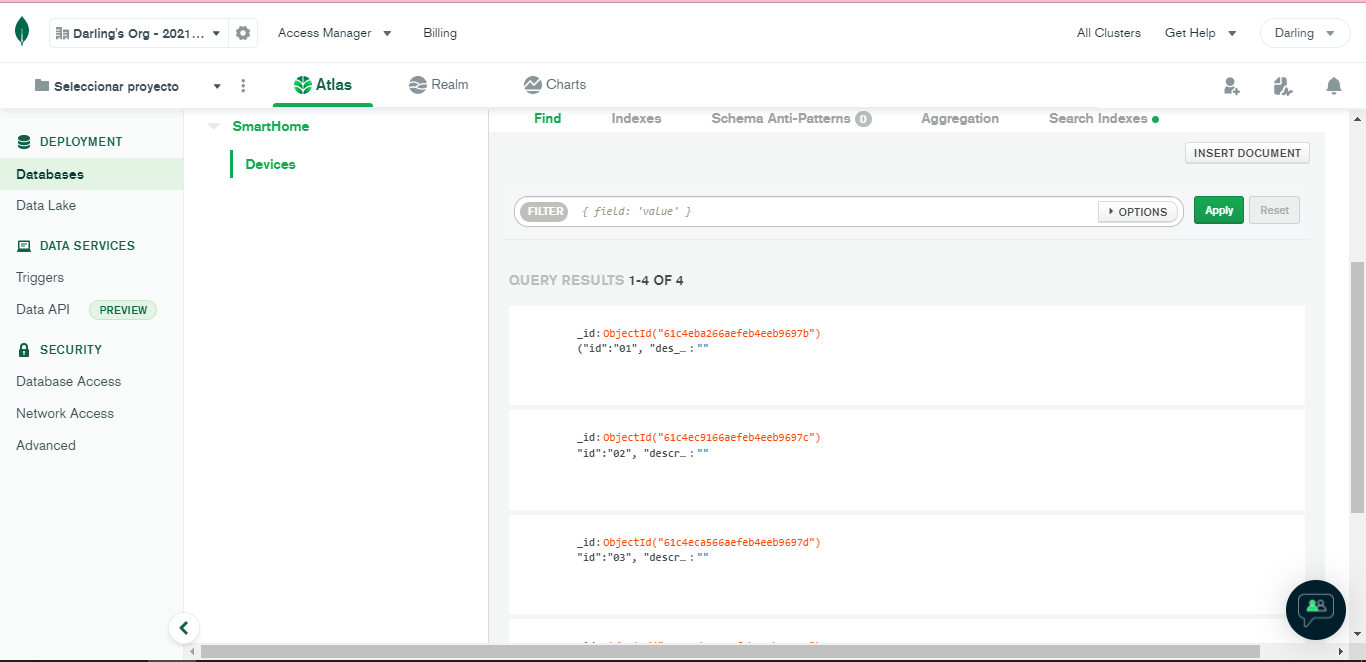 Darling's Org - 2021...
Access Manager
Billing
All Clusters
Get Help
Darling
Seleccionar proyecto
Atlas
Realm
Charts
DEPLOYMENT
Databases
Data Lake
DATA SERVICES
Triggers
Data API PREVIEW
SECURITY
Database Access
Network Access
Advanced
SmartHome
Devices
Find
Indexes
Schema Anti-Patterns 0
Aggregation
Search Indexes
INSERT DOCUMENT
FILTER { field: 'value' }
OPTIONS
Apply
Reset
QUERY RESULTS 1-4 OF 4
_id: ObjectId("61c4eba266aefeb4eeb9697b")
("id":"01", "des_… : ""
_id: ObjectId("61c4ec9166aefeb4eeb9697c")
"id":"02", "descr… : ""
_id: ObjectId("61c4eca566aefeb4eeb9697d")
"id":"03", "descr… : ""